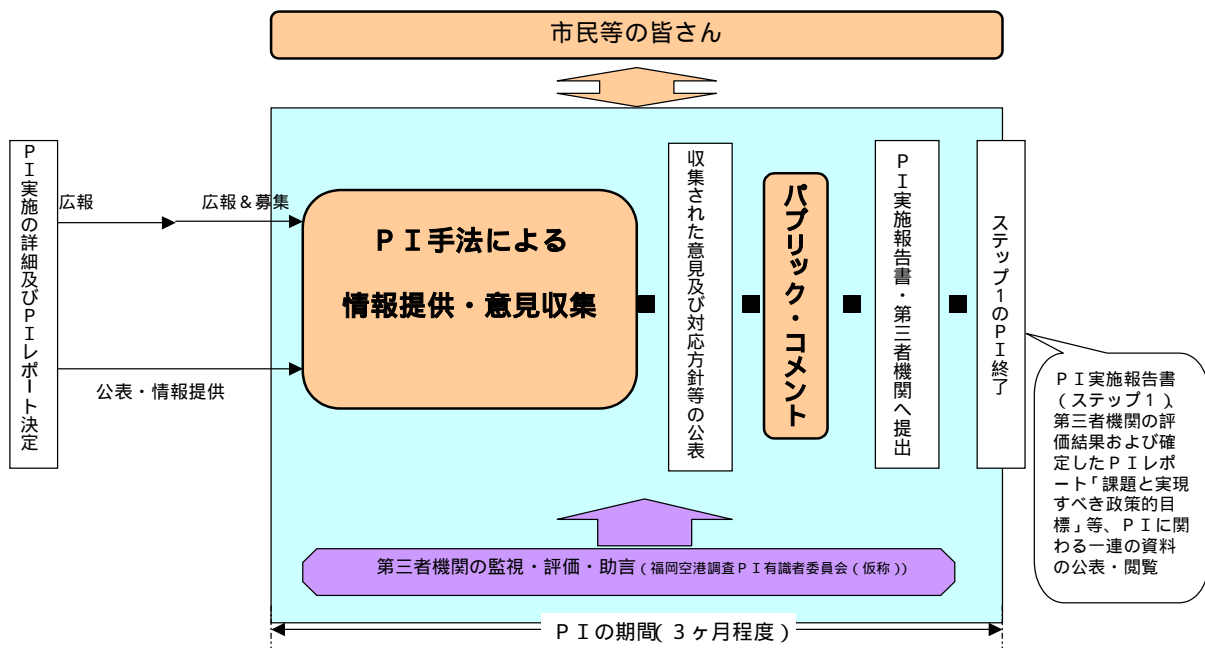 市民等の皆さん
PI実施の詳細及びPIレポート決定
広報
広報＆募集
公表・情報提供
PI手法による
情報提供・意見収集
収集された意見及び対応方針等の公表
パブリック・コメント
PI実施報告書・第三者機関へ提出
ステップ1のPI終了
PI実施報告書
(ステップ1)、
第三者機関の評
価結果および確
定したPIレポ
ート「課題と実現
すべき政策的目
標」等、PIに関
わる一連の資料
の公表・閲覧
第三者機関の監視・評価・助言(福岡空港調査PI有識者委員会(仮称))
PIの期間(3ヶ月程度)